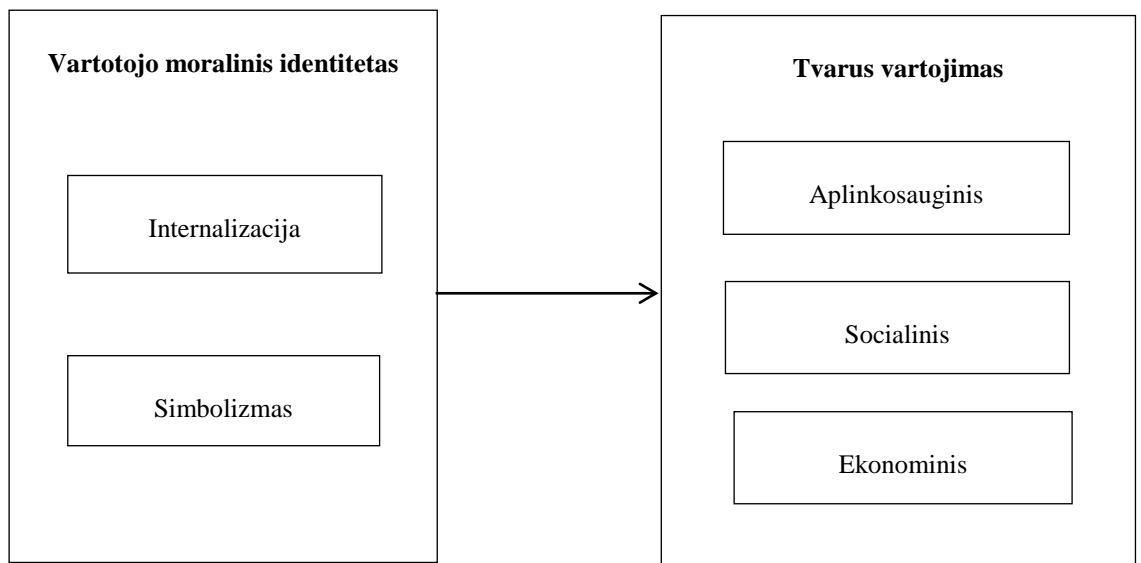 Vartotojo moralinis identitetas
Internalizacija
Simbolizmas
Tvarus vartojimas
Aplinkosauginis
Socialinis
Ekonominis